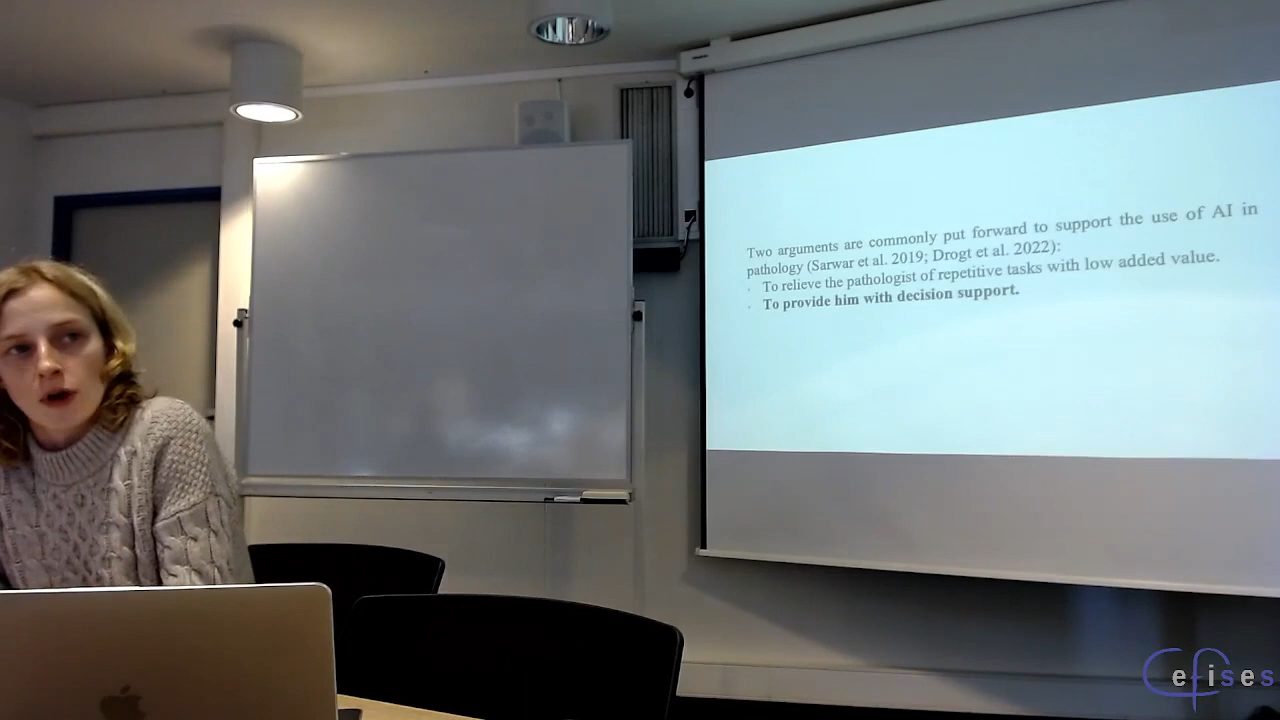 Two arguments are commonly put forward to support the use of AI in
pathology (Sarwar et al. 2019; Drogt et al. 2022):
· To relieve the pathologist of repetitive tasks with low added value.
· To provide him with decision support.
Cefises